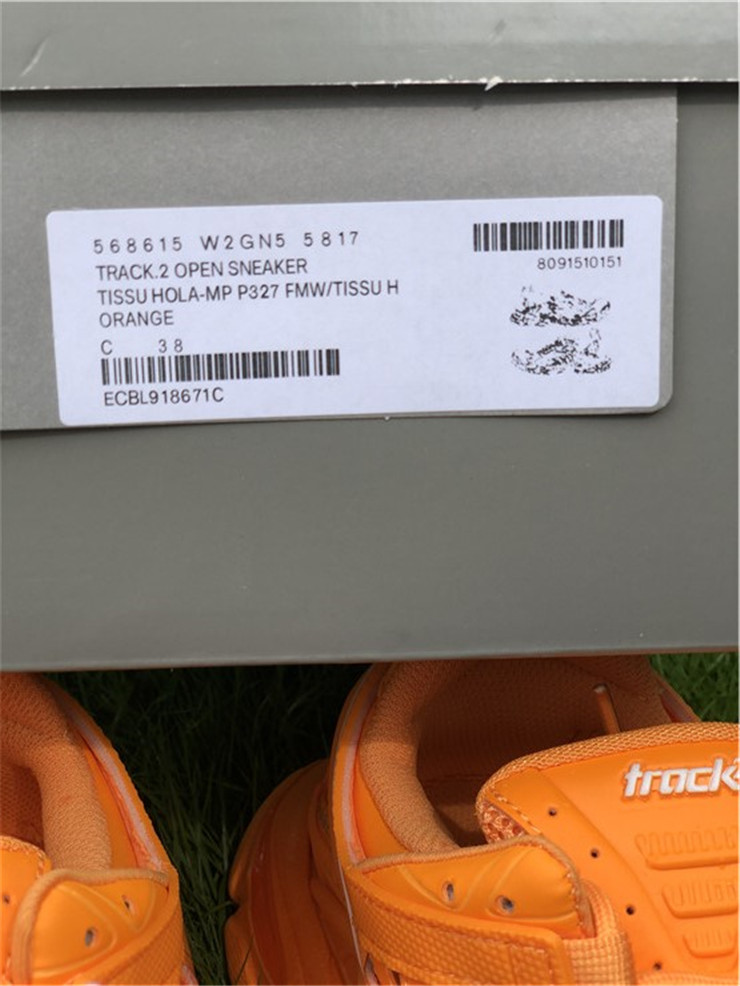 568615 W2GN5 5817
TRACK.2 OPEN SNEAKER
TISSU HOLA-MP P327 FMW/TISSU H
ORANGE
C 38
ECBL918671C
8091510151
track